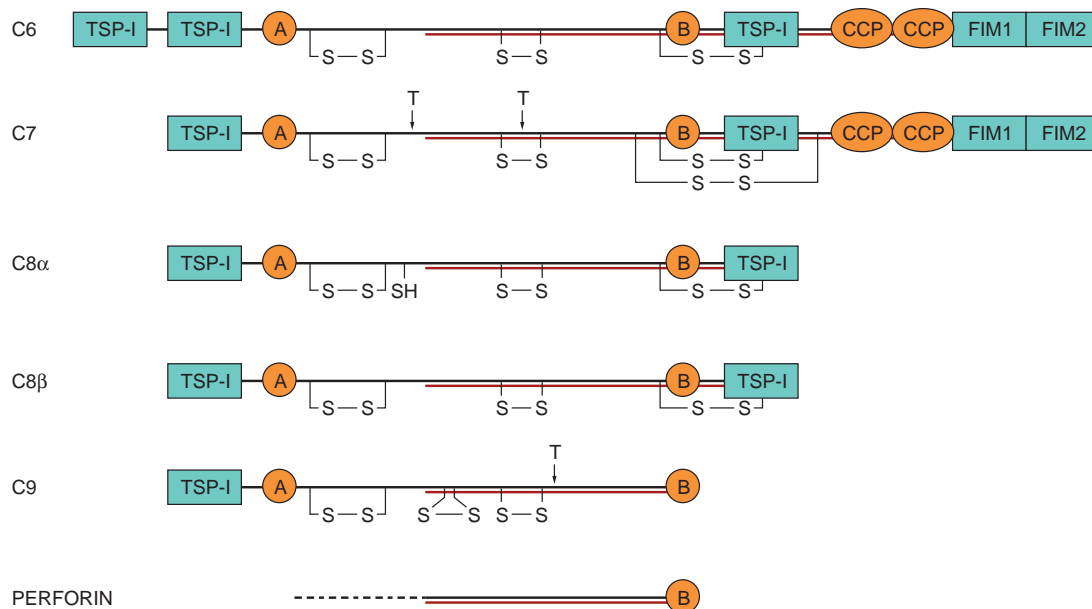 C6 TSP-I TSP-I A B TSP-I CCP CCP FIM1 FIM2
S S S S S S
T T
C7 TSP-I A B TSP-I CCP CCP FIM1 FIM2
S S S S S S
S S
C8α TSP-I A B TSP-I
S S SH S S S S
C8β TSP-I A B TSP-I
S S S S S S
T
C9 TSP-I A B
S S S S S S
PERFORIN B